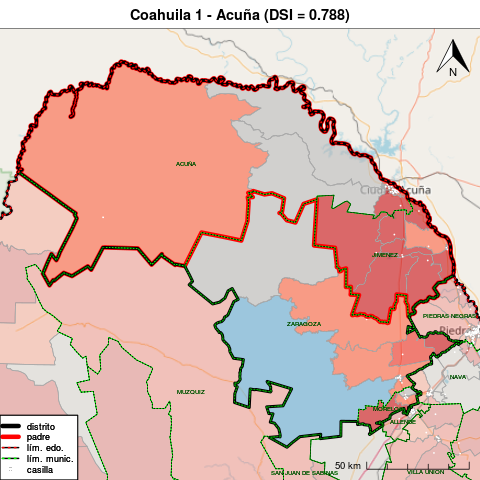 Coahuila 1 - Acuña (DSI = 0.788)
N
ACUÑA
Ciudad Acuña
JIMENEZ
PIEDRAS NEGRAS
ZARAGOZA
Piedr
NAVA
MUZQUIZ
MORELOS
ALLENDE
distrito
padre
lím. edo.
lím. munic.
casilla
50 km
SAN JUAN DE SABINAS
VILLA UNION